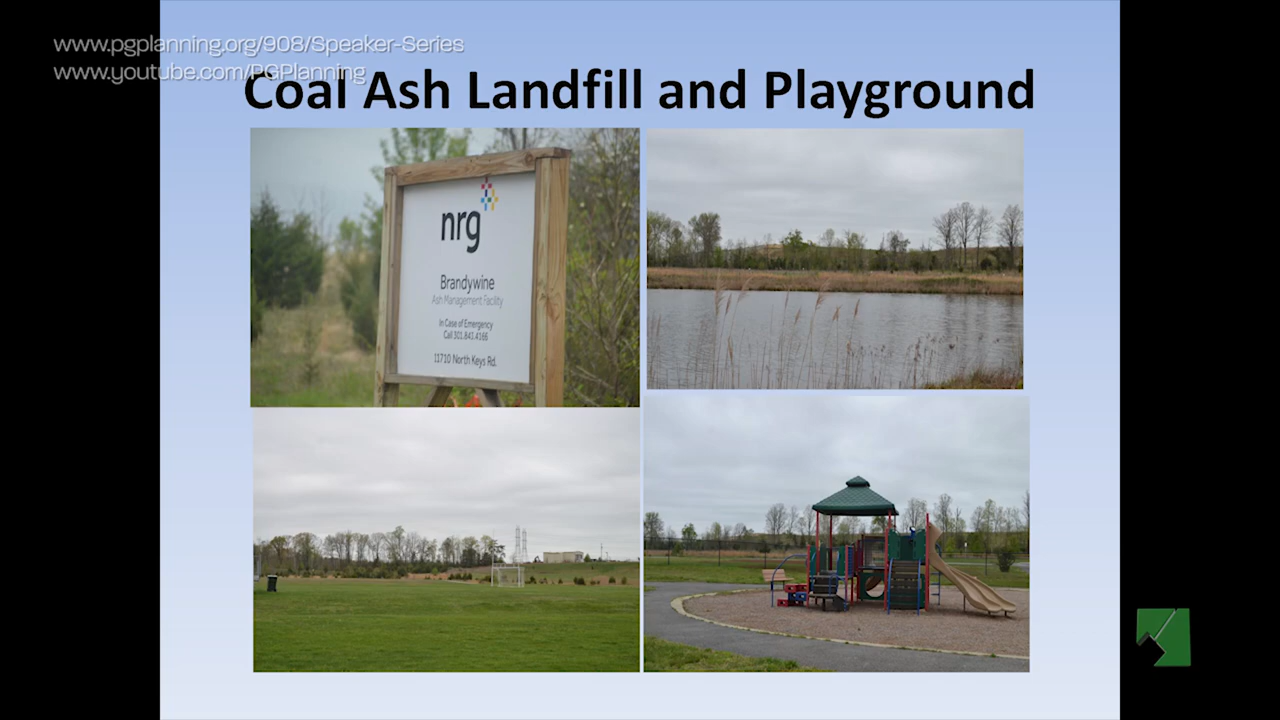 www.pgplanning.org/908/Speaker-Series
www.youtube.com/PGPlanning
Coal Ash Landfill and Playground
nrg
Brandywine
Ash Management Facility
In Case of Emergency
Call 301.843.4166
11710 North Keys Rd.